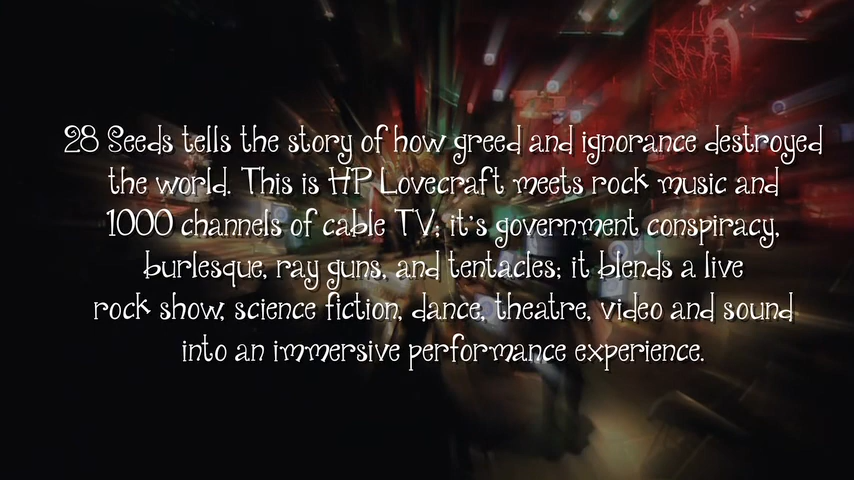 28 Seeds tells the story of how greed and ignorance destroyed
the world. This is HP Lovecraft meets rock music and
1000 channels of cable TV; it's government conspiracy,
burlesque, ray guns, and tentacles; it blends a live
rock show, science fiction, dance, theatre, video and sound
into an immersive performance experience.